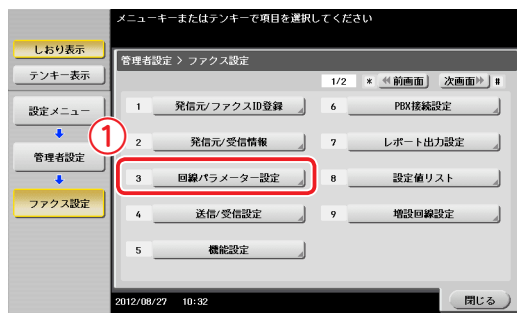 メニューキーまたはテンキーで項目を選択してください
しおり表示
テンキー表示
設定メニュー
管理者設定
ファクス設定
管理者設定 > ファクス設定
1/2 * 前画面 次画面 #
1 発信元/ファクスID登録
2 発信元/受信情報
3 回線パラメーター設定
4 送信/受信設定
5 機能設定
6 PBX接続設定
7 レポート出力設定
8 設定値リスト
9 増設回線設定
1
2012/08/27 10:32
閉じる